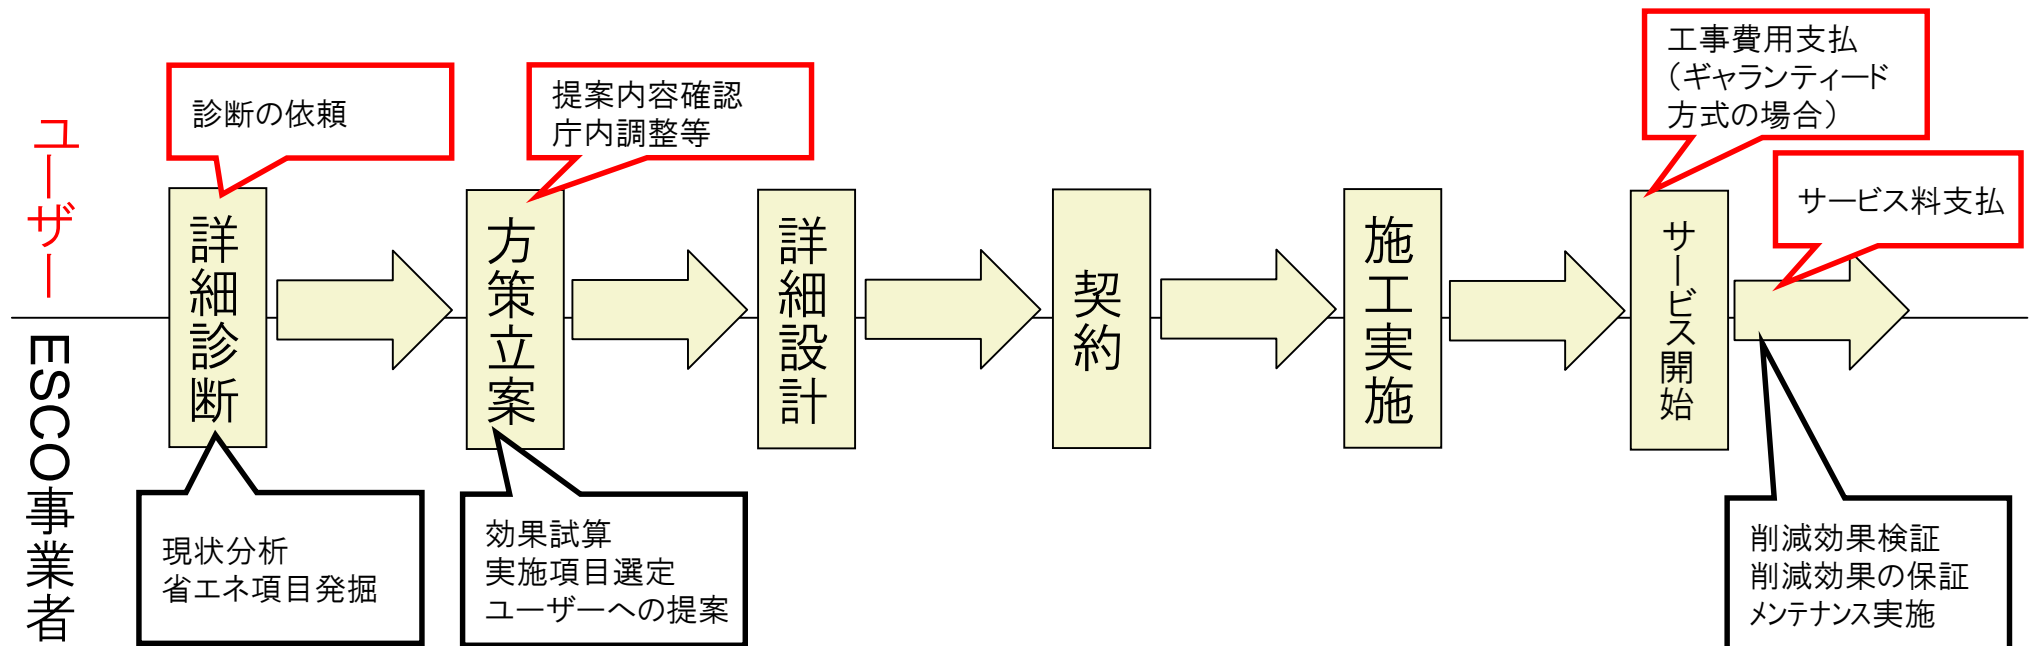 ユーザー
診断の依頼
提案内容確認
庁内調整等
工事費用支払
（ギャランティード
方式の場合）
サービス料支払
詳細診断
方策立案
詳細設計
契約
施工実施
サービス開始
ESCO事業者
現状分析
省エネ項目発掘
効果試算
実施項目選定
ユーザーへの提案
削減効果検証
削減効果の保証
メンテナンス実施